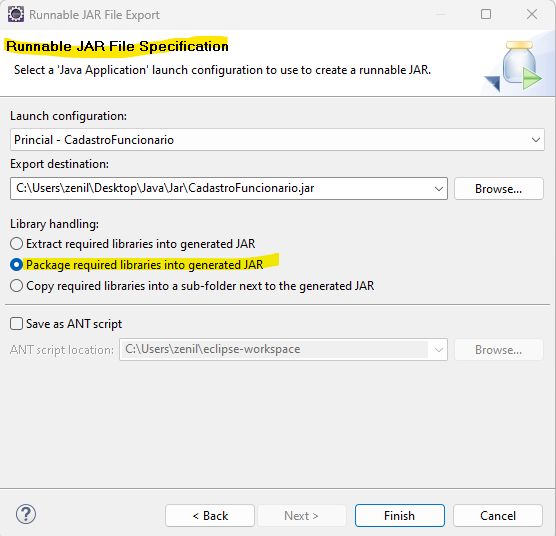 Runnable JAR File Export
Runnable JAR File Specification
Select a 'Java Application' launch configuration to use to create a runnable JAR.
Launch configuration:
Princial - CadastroFuncionario
Export destination:
C:\Users\zenil\Desktop\Java\Jar\CadastroFuncionario.jar
Browse...
Library handling:
Extract required libraries into generated JAR
Package required libraries into generated JAR
Copy required libraries into a sub-folder next to the generated JAR
Save as ANT script
ANT script location:
C:\Users\zenil\eclipse-workspace
Browse...
?
< Back
Next >
Finish
Cancel